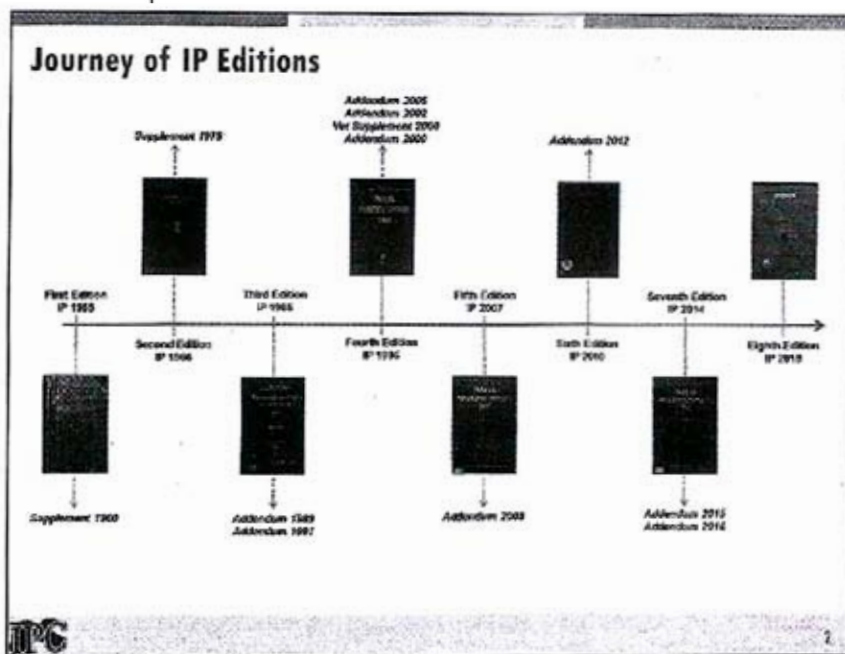 Journey of IP Editions
Addendum 2005
Addendum 2002
Vet Supplement 2000
Addendum 2000
Supplement 1975
Addendum 2012
First Edition
IP 1955
Third Edition
IP 1985
Fifth Edition
IP 2007
Seventh Edition
IP 2014
Second Edition
IP 1966
Fourth Edition
IP 1996
Sixth Edition
IP 2010
Eighth Edition
IP 2018
Supplement 1960
Addendum 1989
Addendum 1991
Addendum 2008
Addendum 2015
Addendum 2016
IPC
2